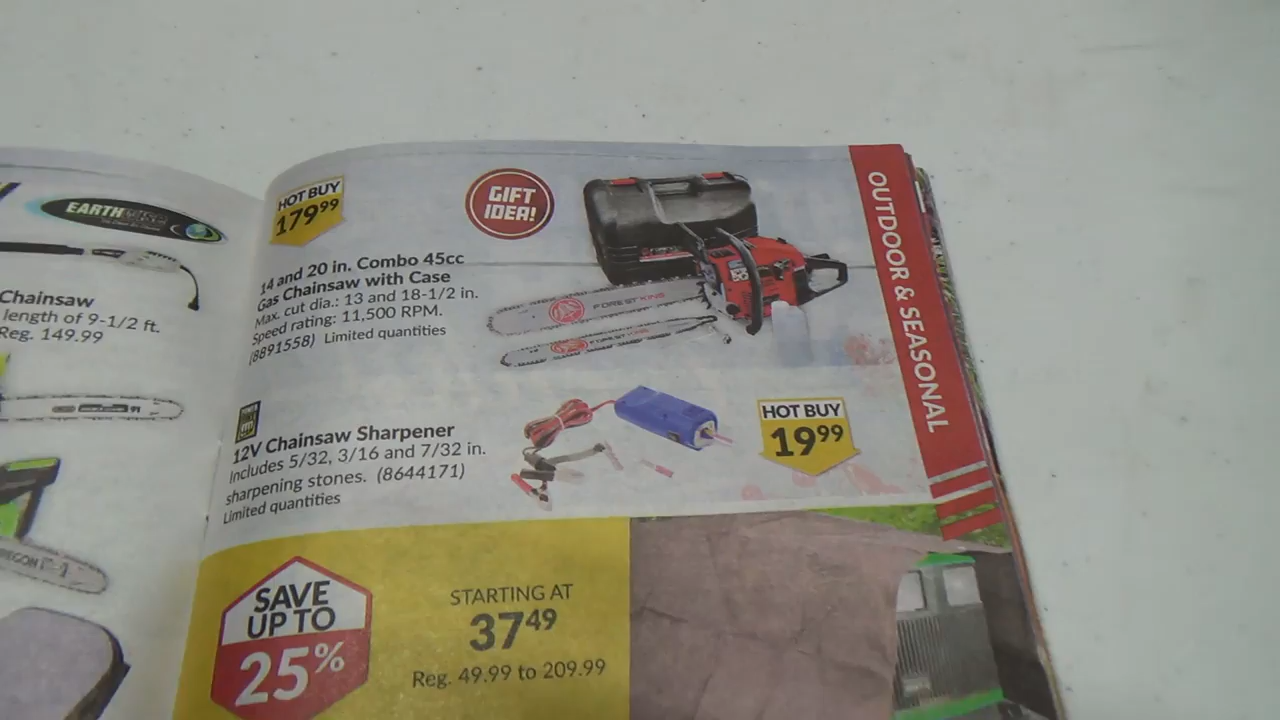 EARTHWISE
Chainsaw
length of 9-1/2 ft.
Reg. 149.99
OREGON
HOT BUY
179.99
GIFT
IDEA!
14 and 20 in. Combo 45cc
Gas Chainsaw with Case
Max. cut dia.: 13 and 18-1/2 in.
Speed rating: 11,500 RPM.
(8891558) Limited quantities
FOREST KING
FOREST KING
12V Chainsaw Sharpener
Includes 5/32, 3/16 and 7/32 in.
sharpening stones. (8644171)
Limited quantities
HOT BUY
19.99
OUTDOOR & SEASONAL
SAVE
UP TO
25%
STARTING AT
37.49
Reg. 49.99 to 209.99